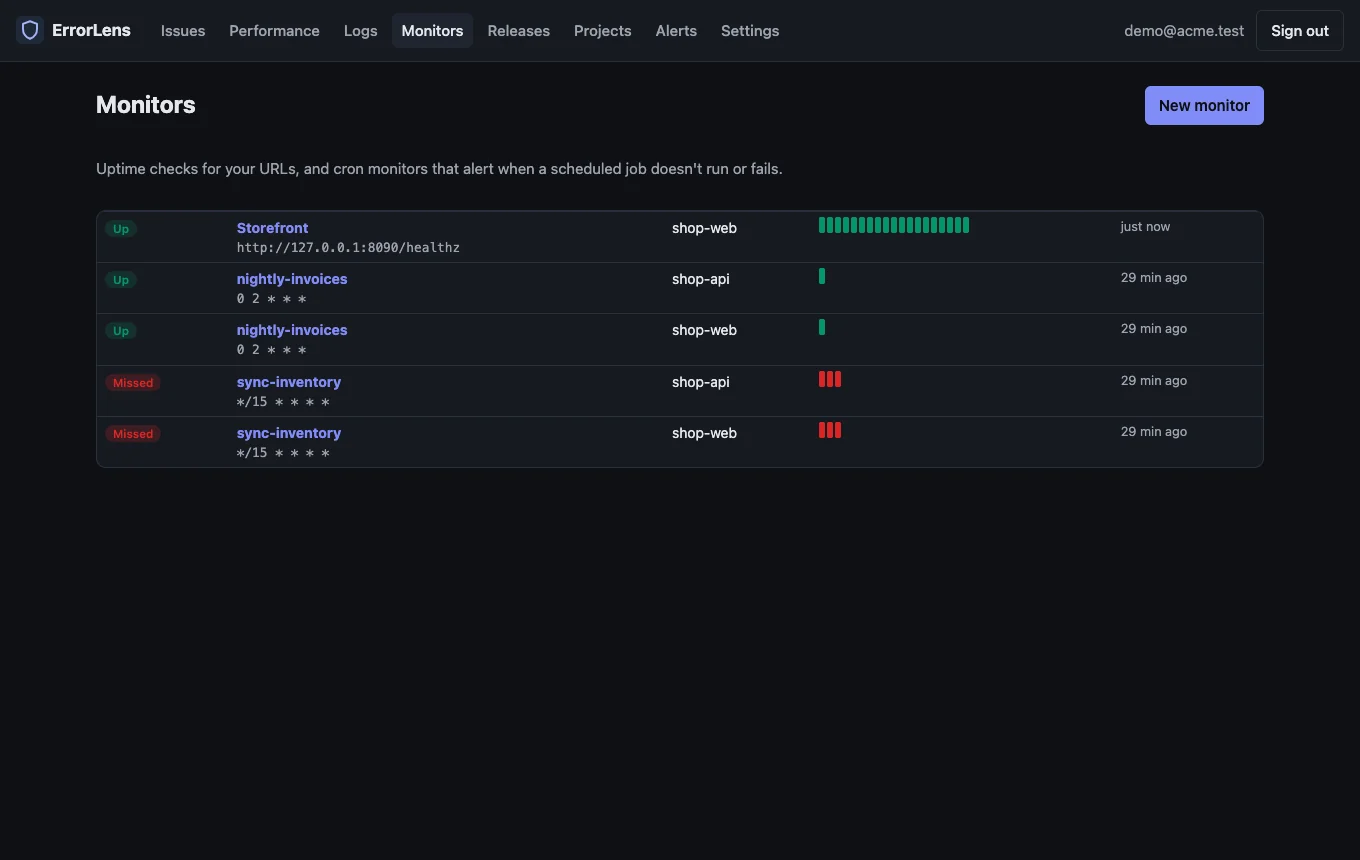 ErrorLens Issues Performance Logs Monitors Releases Projects Alerts Settings demo@acme.test Sign out
Monitors New monitor
Uptime checks for your URLs, and cron monitors that alert when a scheduled job doesn't run or fails.
Up Storefront shop-web just now
http://127.0.0.1:8090/healthz
Up nightly-invoices shop-api 29 min ago
0 2 * * *
Up nightly-invoices shop-web 29 min ago
0 2 * * *
Missed sync-inventory shop-api 29 min ago
*/15 * * * *
Missed sync-inventory shop-web 29 min ago
*/15 * * * *